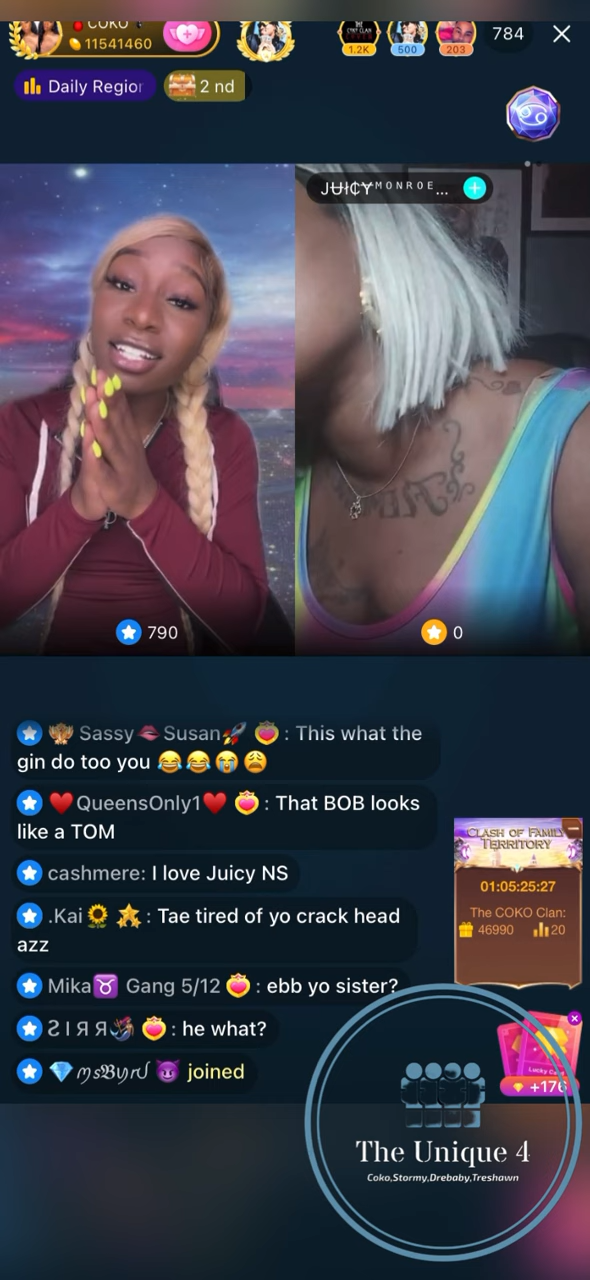 COKO
11541460
1.2K
500
203
784
Daily Region
2 nd
JUICY MONROE...
790
0
Sassy Susan : This what the
gin do too you 😂😂😭😩
❤️QueensOnly1❤️ : That BOB looks
like a TOM
cashmere: I love Juicy NS
.Kai🌻 : Tae tired of yo crack head
azz
Mika♉ Gang 5/12 : ebb yo sister?
ƧIЯЯ : he what?
💎 msByrd 😈 joined
CLASH OF FAMILY
TERRITORY
01:05:25:27
The COKO Clan:
46990
20
+176
The Unique 4
Coko,Stormy,Drebaby,Treshawn